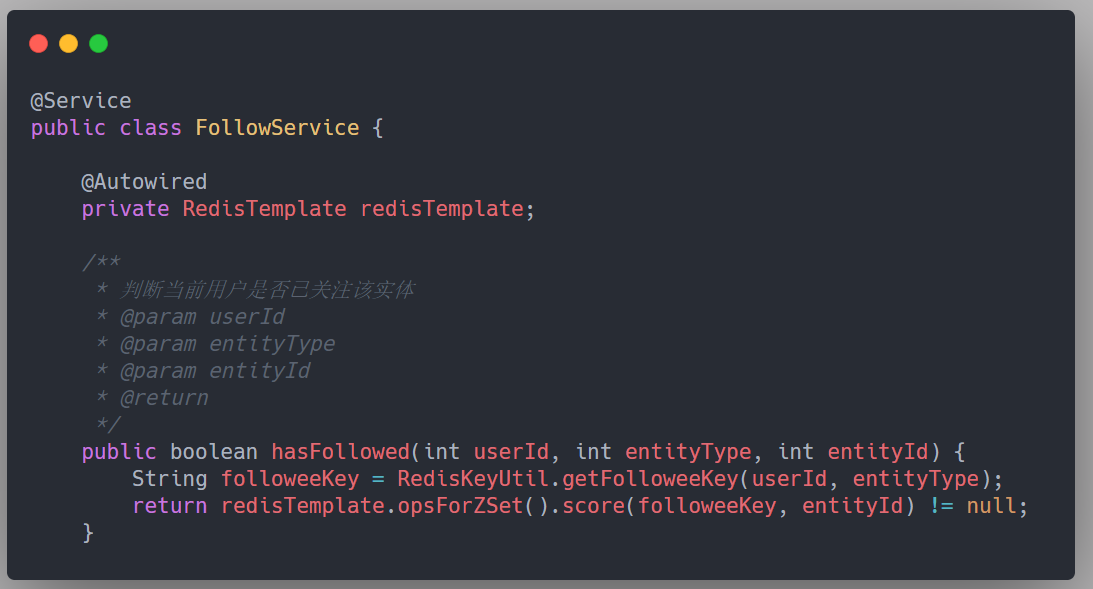 @Service
public class FollowService {
@Autowired
private RedisTemplate redisTemplate;
/**
* 判断当前用户是否已关注该实体
* @param userId
* @param entityType
* @param entityId
* @return
*/
public boolean hasFollowed(int userId, int entityType, int entityId) {
String followeeKey = RedisKeyUtil.getFolloweeKey(userId, entityType);
return redisTemplate.opsForZSet().score(followeeKey, entityId) != null;
}